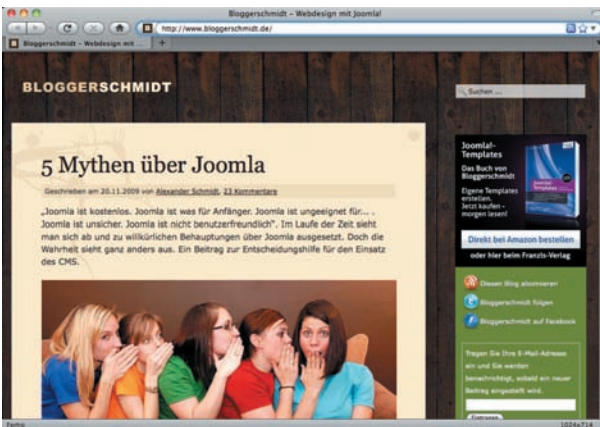 Bloggerschmidt – Webdesign mit Joomla!
http://www.bloggerschmidt.de/
Bloggerschmidt – Webdesign mit ...
BLOGGERSCHMIDT
Suchen ...
5 Mythen über Joomla
Geschrieben am 20.11.2009 von Alexander Schmidt, 23 Kommentare
„Joomla ist kostenlos. Joomla ist was für Anfänger. Joomla ist ungeeignet für... .
Joomla ist unsicher. Joomla ist nicht benutzerfreundlich“. Im Laufe der Zeit sieht
man sich ab und zu willkürlichen Behauptungen über Joomla ausgesetzt. Doch die
Wahrheit sieht ganz anders aus. Ein Beitrag zur Entscheidungshilfe für den Einsatz
des CMS.
Joomla!-
Templates
Das Buch von
Bloggerschmidt
Eigene Templates
erstellen.
Jetzt kaufen -
morgen lesen!
Joomla!
Templates
Direkt bei Amazon bestellen
oder hier beim Franzis-Verlag
Diesen Blog abonnieren
Bloggerschmidt folgen
Bloggerschmidt auf Facebook
Tragen Sie Ihre E-Mail-Adresse
ein und Sie werden
benachrichtigt, sobald ein neuer
Beitrag eingestellt wird.
Eintragen
Fertig
1024x714